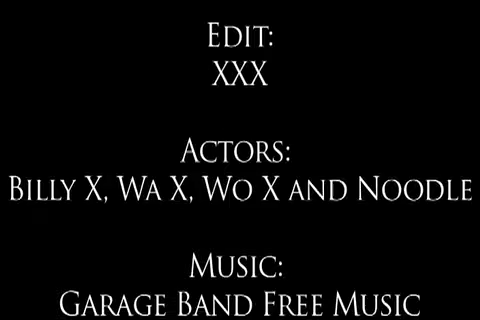 Edit:
XXX
Actors:
Billy X, Wa X, Wo X and Noodle
Music:
Garage Band Free Music